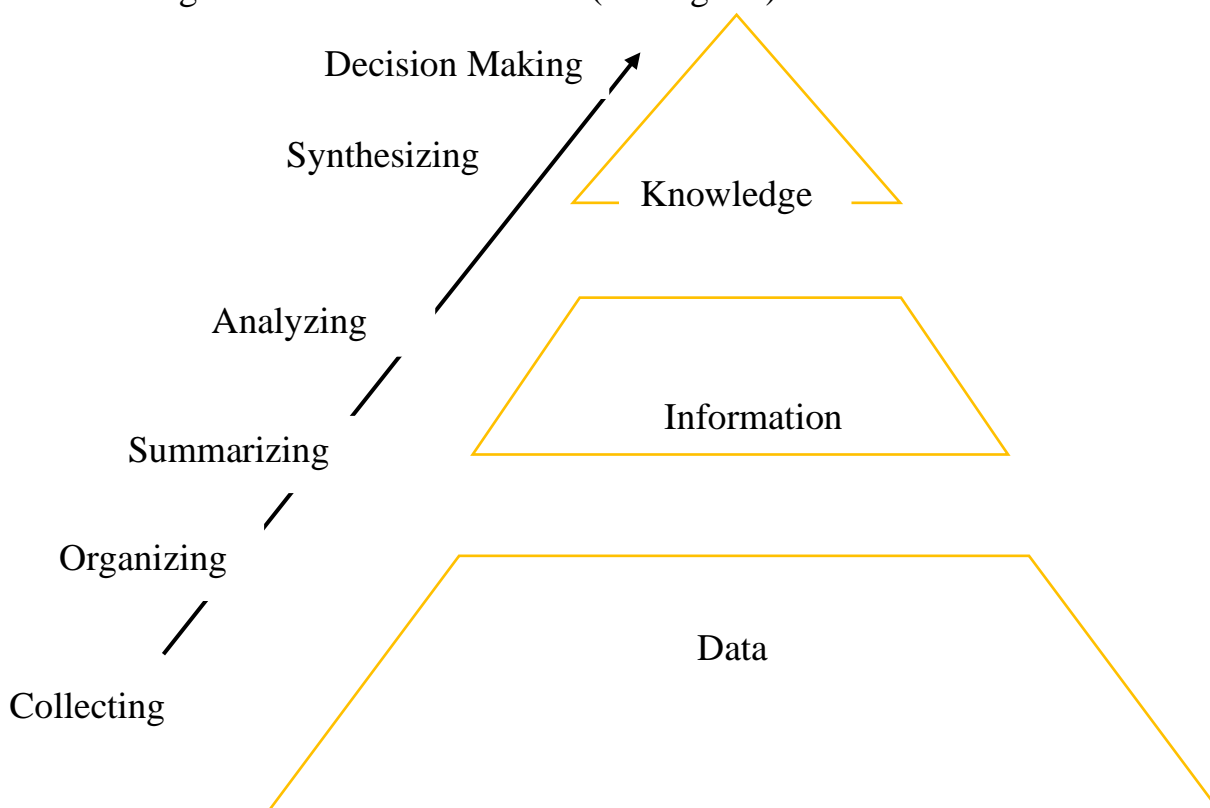 Decision Making
Synthesizing
Knowledge
Analyzing
Information
Summarizing
Organizing
Data
Collecting